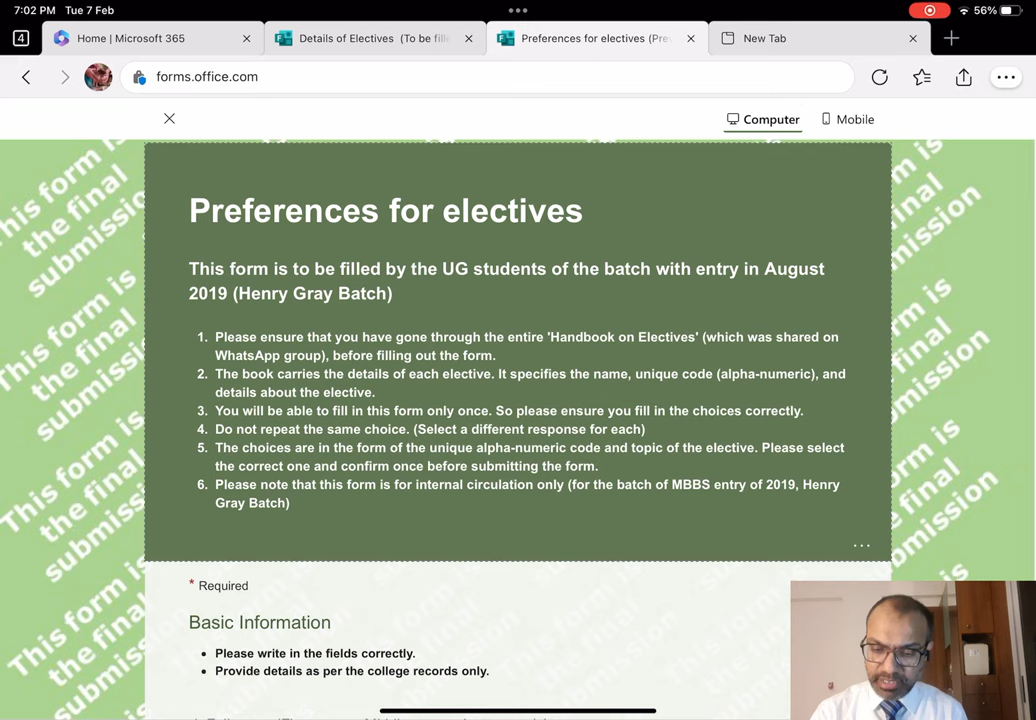 7:02 PM Tue 7 Feb
56%
4
Home | Microsoft 365
Details of Electives (To be fille
Preferences for electives (Pre
New Tab
forms.office.com
Computer
Mobile
Preferences for electives
This form is to be filled by the UG students of the batch with entry in August
2019 (Henry Gray Batch)
1. Please ensure that you have gone through the entire 'Handbook on Electives' (which was shared on
WhatsApp group), before filling out the form.
2. The book carries the details of each elective. It specifies the name, unique code (alpha-numeric), and
details about the elective.
3. You will be able to fill in this form only once. So please ensure you fill in the choices correctly.
4. Do not repeat the same choice. (Select a different response for each)
5. The choices are in the form of the unique alpha-numeric code and topic of the elective. Please select
the correct one and confirm once before submitting the form.
6. Please note that this form is for internal circulation only (for the batch of MBBS entry of 2019, Henry
Gray Batch)
* Required
Basic Information
• Please write in the fields correctly.
• Provide details as per the college records only.
This form is
the final
submission